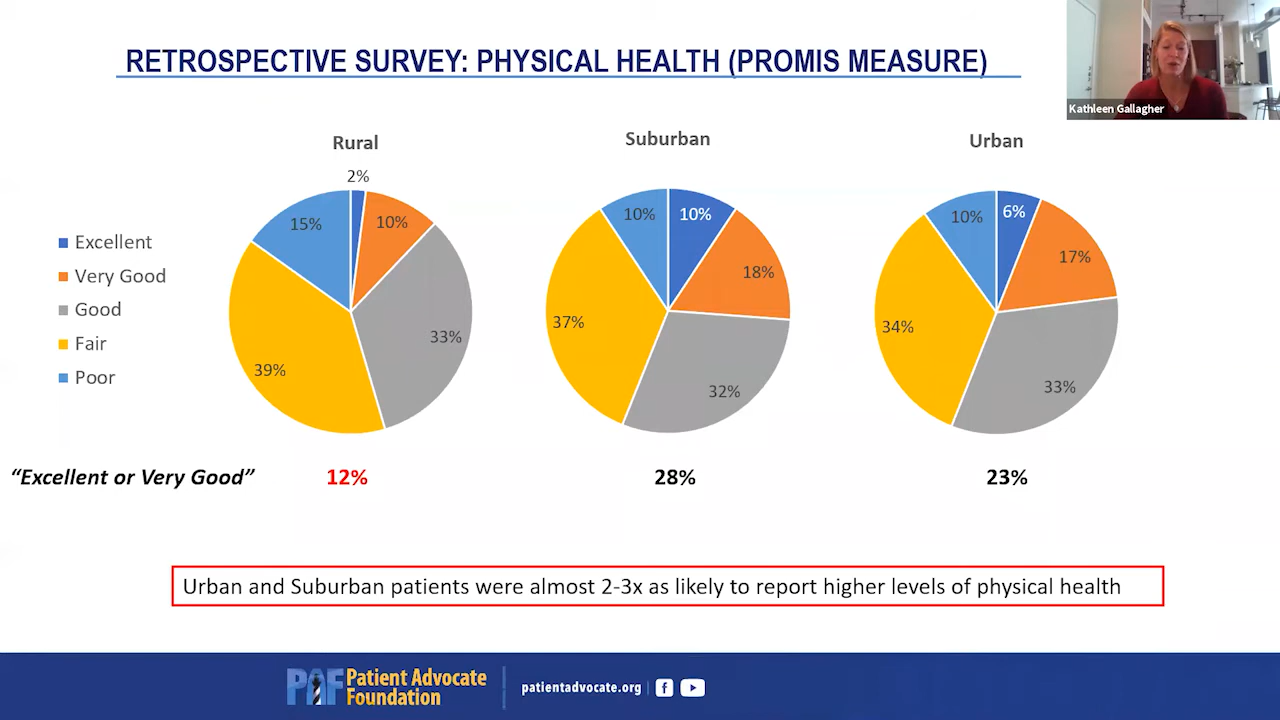 RETROSPECTIVE SURVEY: PHYSICAL HEALTH (PROMIS MEASURE)
Kathleen Gallagher
Rural
Suburban
Urban
Excellent
Very Good
Good
Fair
Poor
2%
10%
33%
39%
15%
10%
18%
32%
37%
10%
6%
17%
33%
34%
10%
“Excellent or Very Good”
12%
28%
23%
Urban and Suburban patients were almost 2-3x as likely to report higher levels of physical health
PAF
Patient Advocate
Foundation
patientadvocate.org